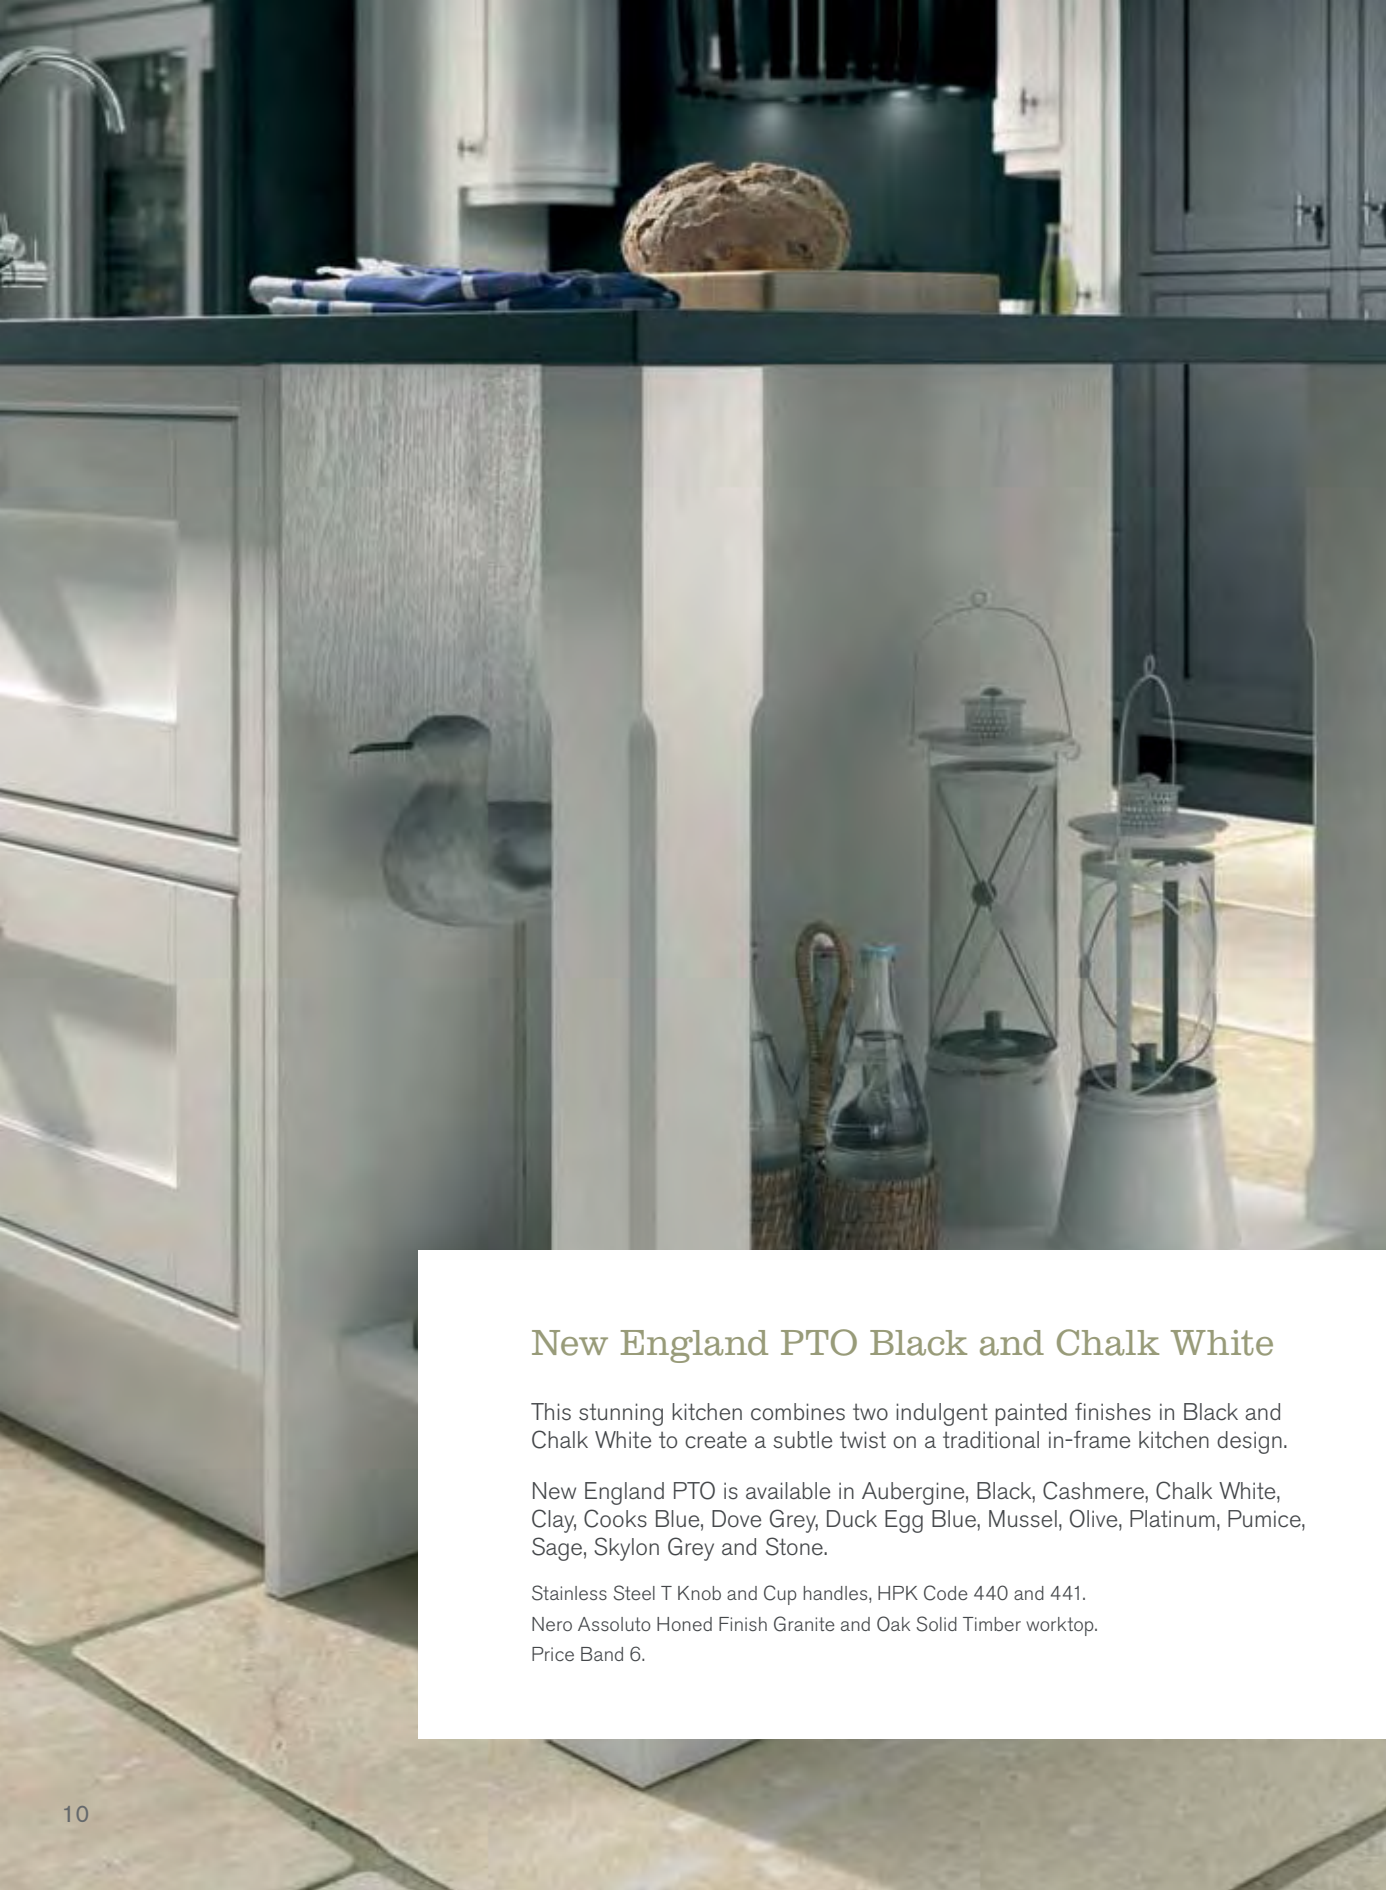 New England PTO Black and Chalk White
This stunning kitchen combines two indulgent painted finishes in Black and
Chalk White to create a subtle twist on a traditional in-frame kitchen design.
New England PTO is available in Aubergine, Black, Cashmere, Chalk White,
Clay, Cooks Blue, Dove Grey, Duck Egg Blue, Mussel, Olive, Platinum, Pumice,
Sage, Skylon Grey and Stone.
Stainless Steel T Knob and Cup handles, HPK Code 440 and 441.
Nero Assoluto Honed Finish Granite and Oak Solid Timber worktop.
Price Band 6.
10